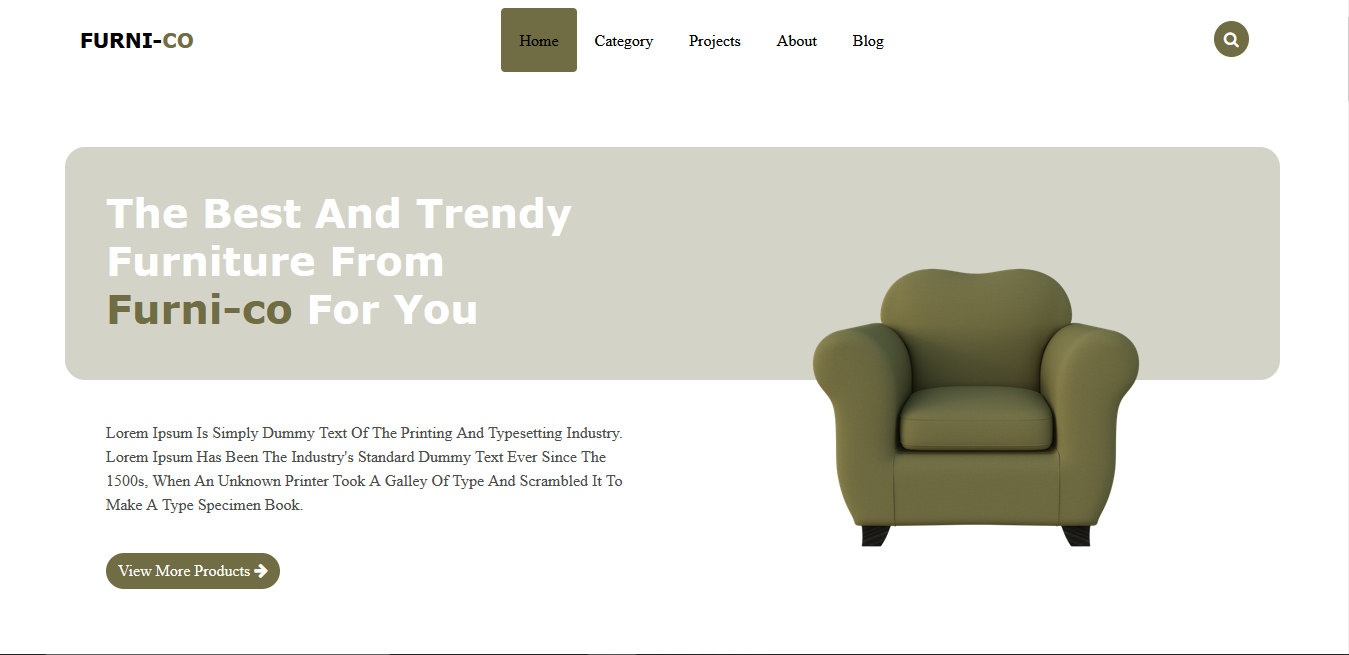 FURNI-CO
Home Category Projects About Blog
The Best And Trendy
Furniture From
Furni-co For You
Lorem Ipsum Is Simply Dummy Text Of The Printing And Typesetting Industry.
Lorem Ipsum Has Been The Industry's Standard Dummy Text Ever Since The
1500s, When An Unknown Printer Took A Galley Of Type And Scrambled It To
Make A Type Specimen Book.
View More Products